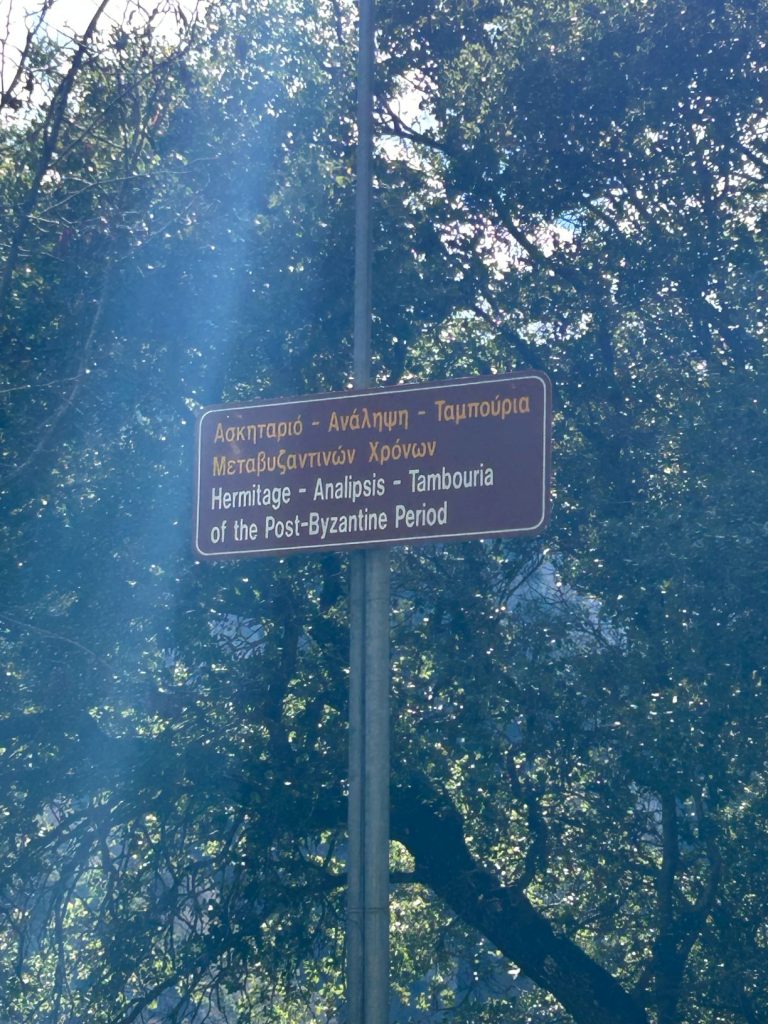 Ασκηταριό - Ανάληψη - Ταμπούρια
Μεταβυζαντινών Χρόνων
Hermitage - Analipsis - Tambouria
of the Post-Byzantine Period